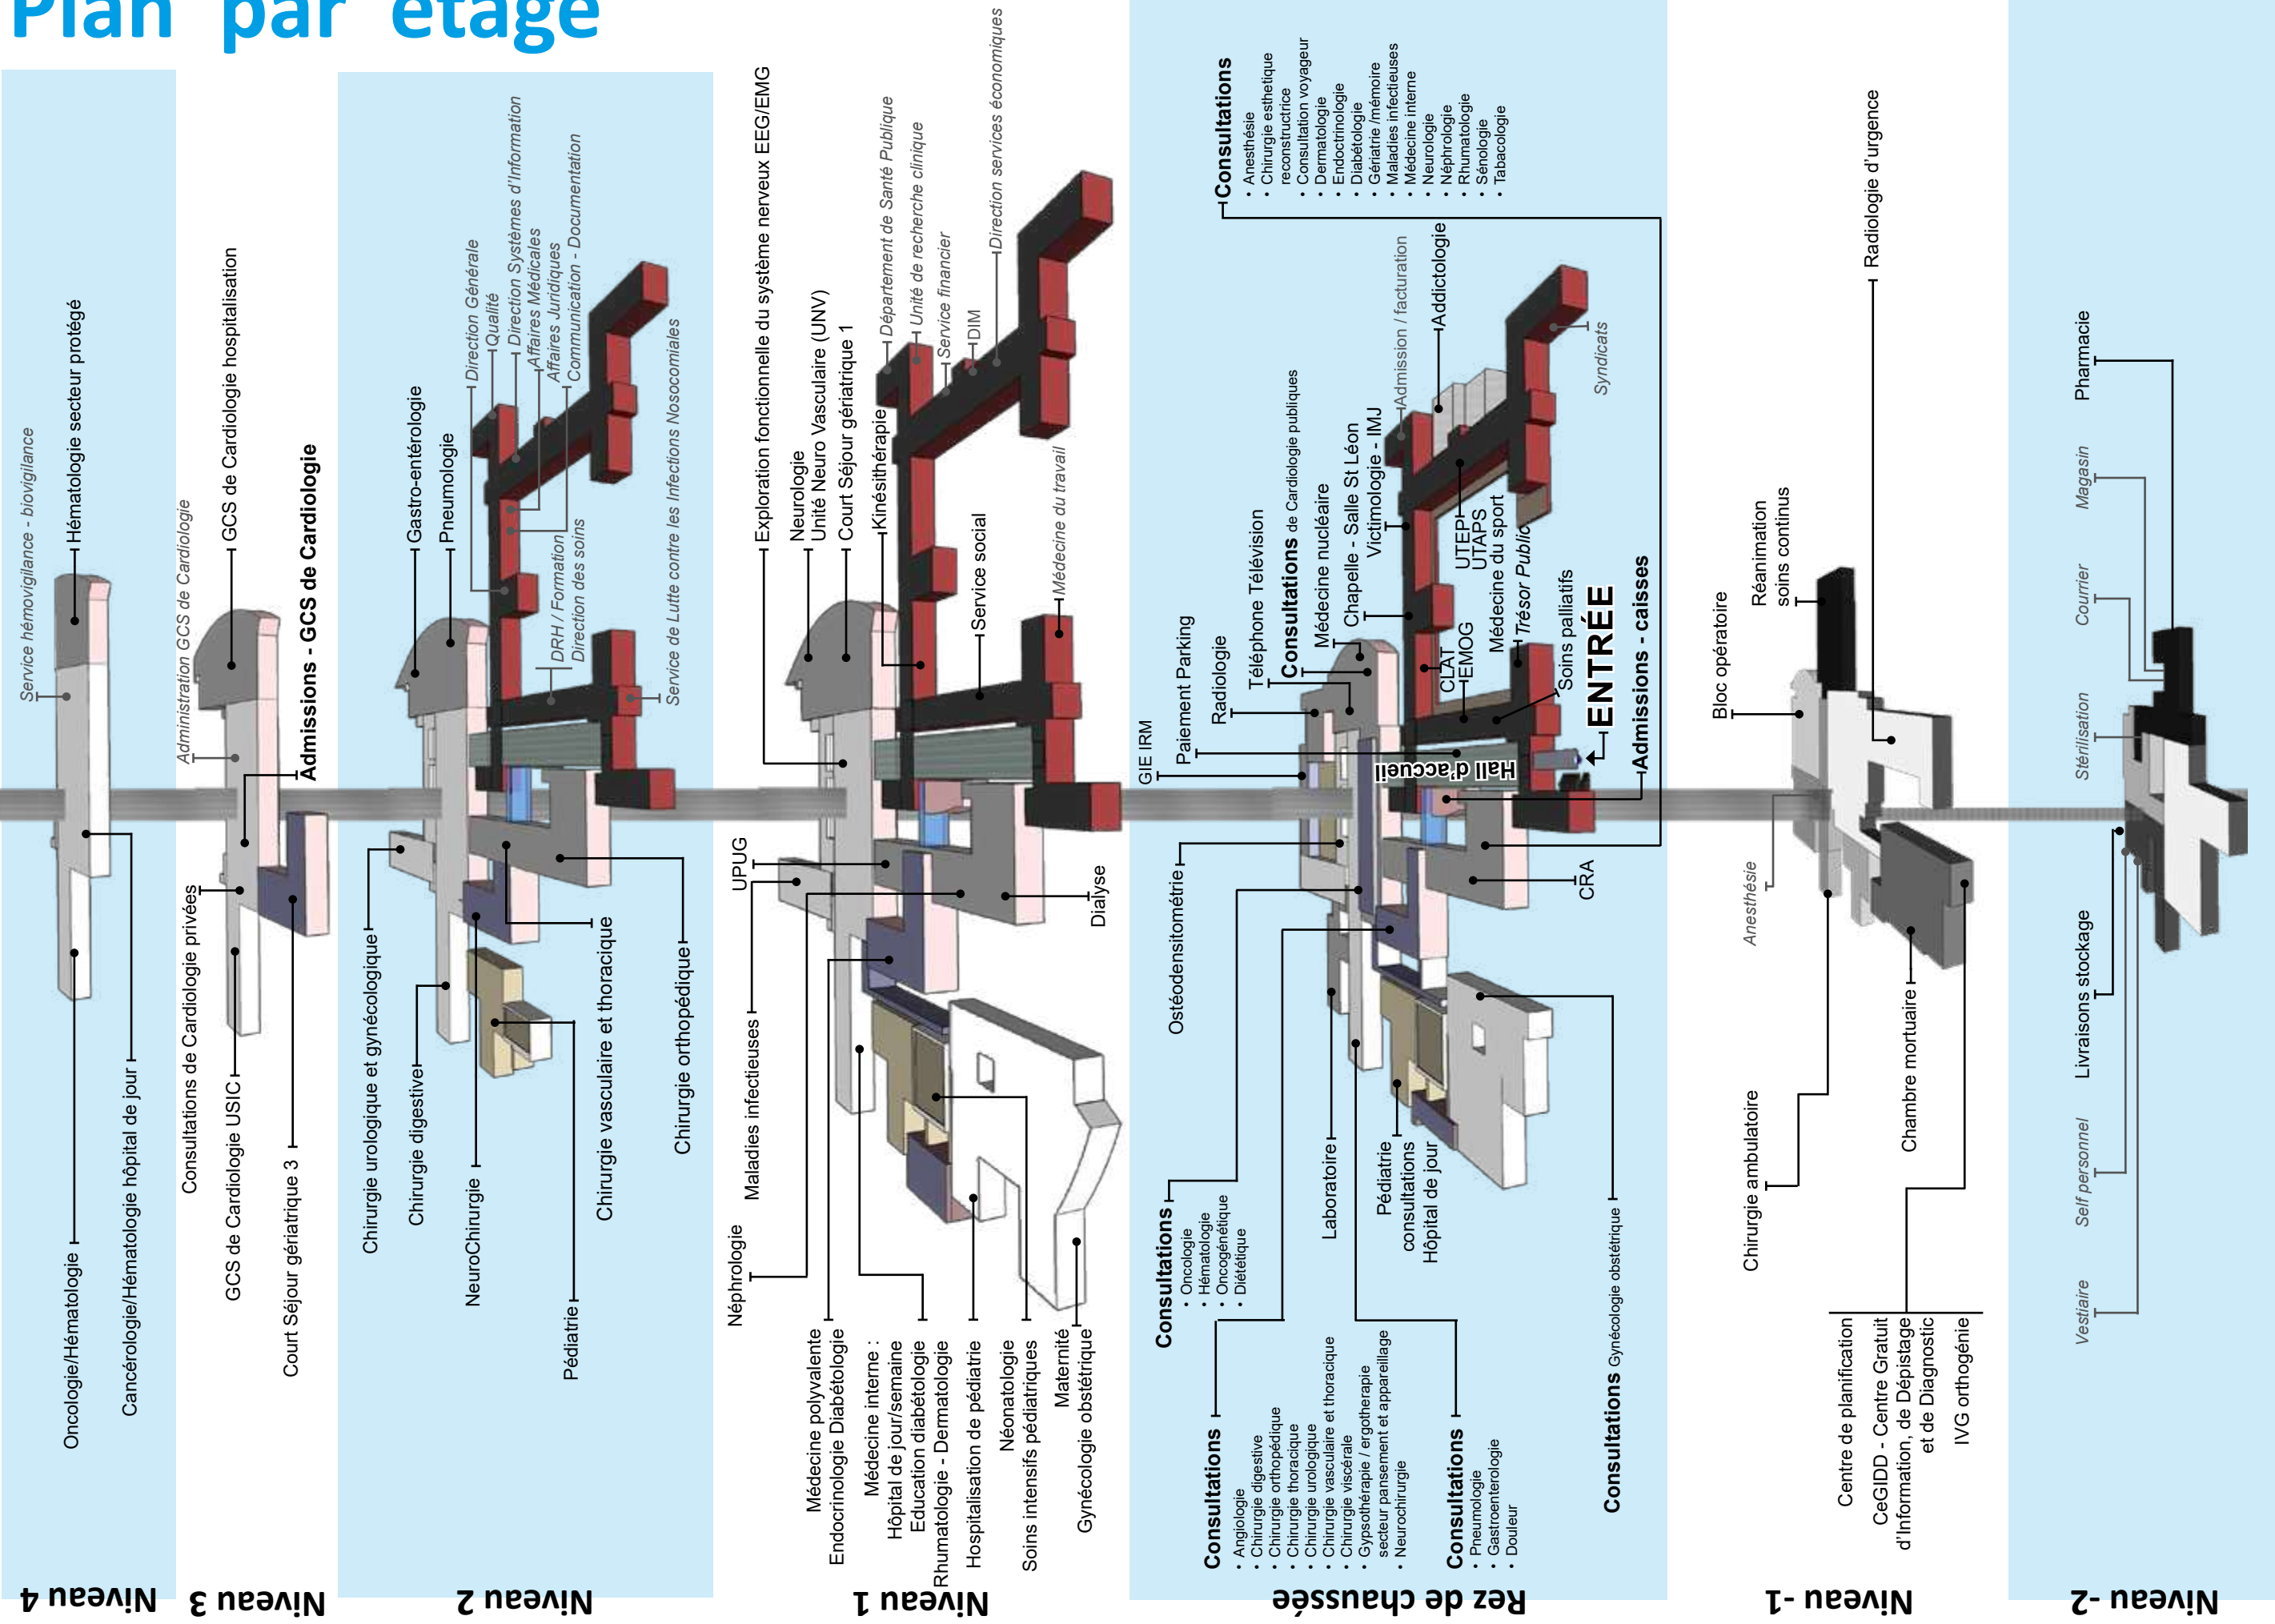 Plan par étage
Niveau 4
Service hémovigilance - biovigilance
Hématologie secteur protégé
Oncologie/Hématologie
Cancérologie/Hématologie hôpital de jour
Niveau 3
Administration GCS de Cardiologie
GCS de Cardiologie hospitalisation
Admissions - GCS de Cardiologie
Consultations de Cardiologie privées
GCS de Cardiologie USIC
Court Séjour gériatrique 3
Niveau 2
Gastro-entérologie
Pneumologie
Direction Générale
Qualité
Direction Systèmes d'Information
Affaires Médicales
Affaires Juridiques
Communication - Documentation
DRH / Formation
Direction des soins
Service de Lutte contre les Infections Nosocomiales
Chirurgie urologique et gynécologique
Chirurgie digestive
NeuroChirurgie
Pédiatrie
Chirurgie vasculaire et thoracique
Chirurgie orthopédique
Niveau 1
Exploration fonctionnelle du système nerveux EEG/EMG
Neurologie
Unité Neuro Vasculaire (UNV)
Court Séjour gériatrique 1
Kinésithérapie
Département de Santé Publique
Unité de recherche clinique
Service financier
DIM
Direction services économiques
Service social
Médecine du travail
UPUG
Maladies infectieuses
Néphrologie
Dialyse
Médecine polyvalente
Endocrinologie Diabétologie
Médecine interne :
Hôpital de jour/semaine
Education diabétologie
Rhumatologie - Dermatologie
Hospitalisation de pédiatrie
Néonatologie
Soins intensifs pédiatriques
Maternité
Gynécologie obstétrique
Rez de chaussée
GIE IRM
Paiement Parking
Radiologie
Téléphone Télévision
Consultations de Cardiologie publiques
Médecine nucléaire
Chapelle - Salle St Léon
Victimologie - IMJ
Admission / facturation
Addictologie
UTEP
UTAPS
CLAT
EMOG
Médecine du sport
Trésor Public
Soins palliatifs
Syndicats
Hall d'accueil
ENTRÉE
Admissions - caisses
Consultations
• Anesthésie
• Chirurgie esthetique
reconstructrice
• Consultation voyageur
• Dermatologie
• Endoctrinologie
• Diabétologie
• Gériatrie /mémoire
• Maladies infectieuses
• Médecine interne
• Neurologie
• Néphrologie
• Rhumatologie
• Sénologie
• Tabacologie
CRA
Ostéodensitométrie
Consultations
• Oncologie
• Hématologie
• Oncogénétique
• Diététique
Laboratoire
Pédiatrie
consultations
Hôpital de jour
Consultations
• Angiologie
• Chirurgie digestive
• Chirurgie orthopédique
• Chirurgie thoracique
• Chirurgie urologique
• Chirurgie vasculaire et thoracique
• Chirurgie viscérale
• Gypsothérapie / ergotherapie
secteur pansement et appareillage
• Neurochirurgie
Consultations
• Pneumologie
• Gastroenterologie
• Douleur
Consultations Gynécologie obstétrique
Niveau -1
Bloc opératoire
Réanimation
soins continus
Radiologie d'urgence
Anesthésie
Chirurgie ambulatoire
Chambre mortuaire
Centre de planification
CeGIDD - Centre Gratuit
d'Information, de Dépistage
et de Diagnostic
IVG orthogénie
Niveau -2
Pharmacie
Magasin
Courrier
Stérilisation
Livraisons stockage
Self personnel
Vestiaire